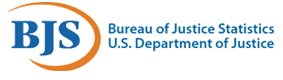 BJS
Bureau of Justice Statistics
U.S. Department of Justice